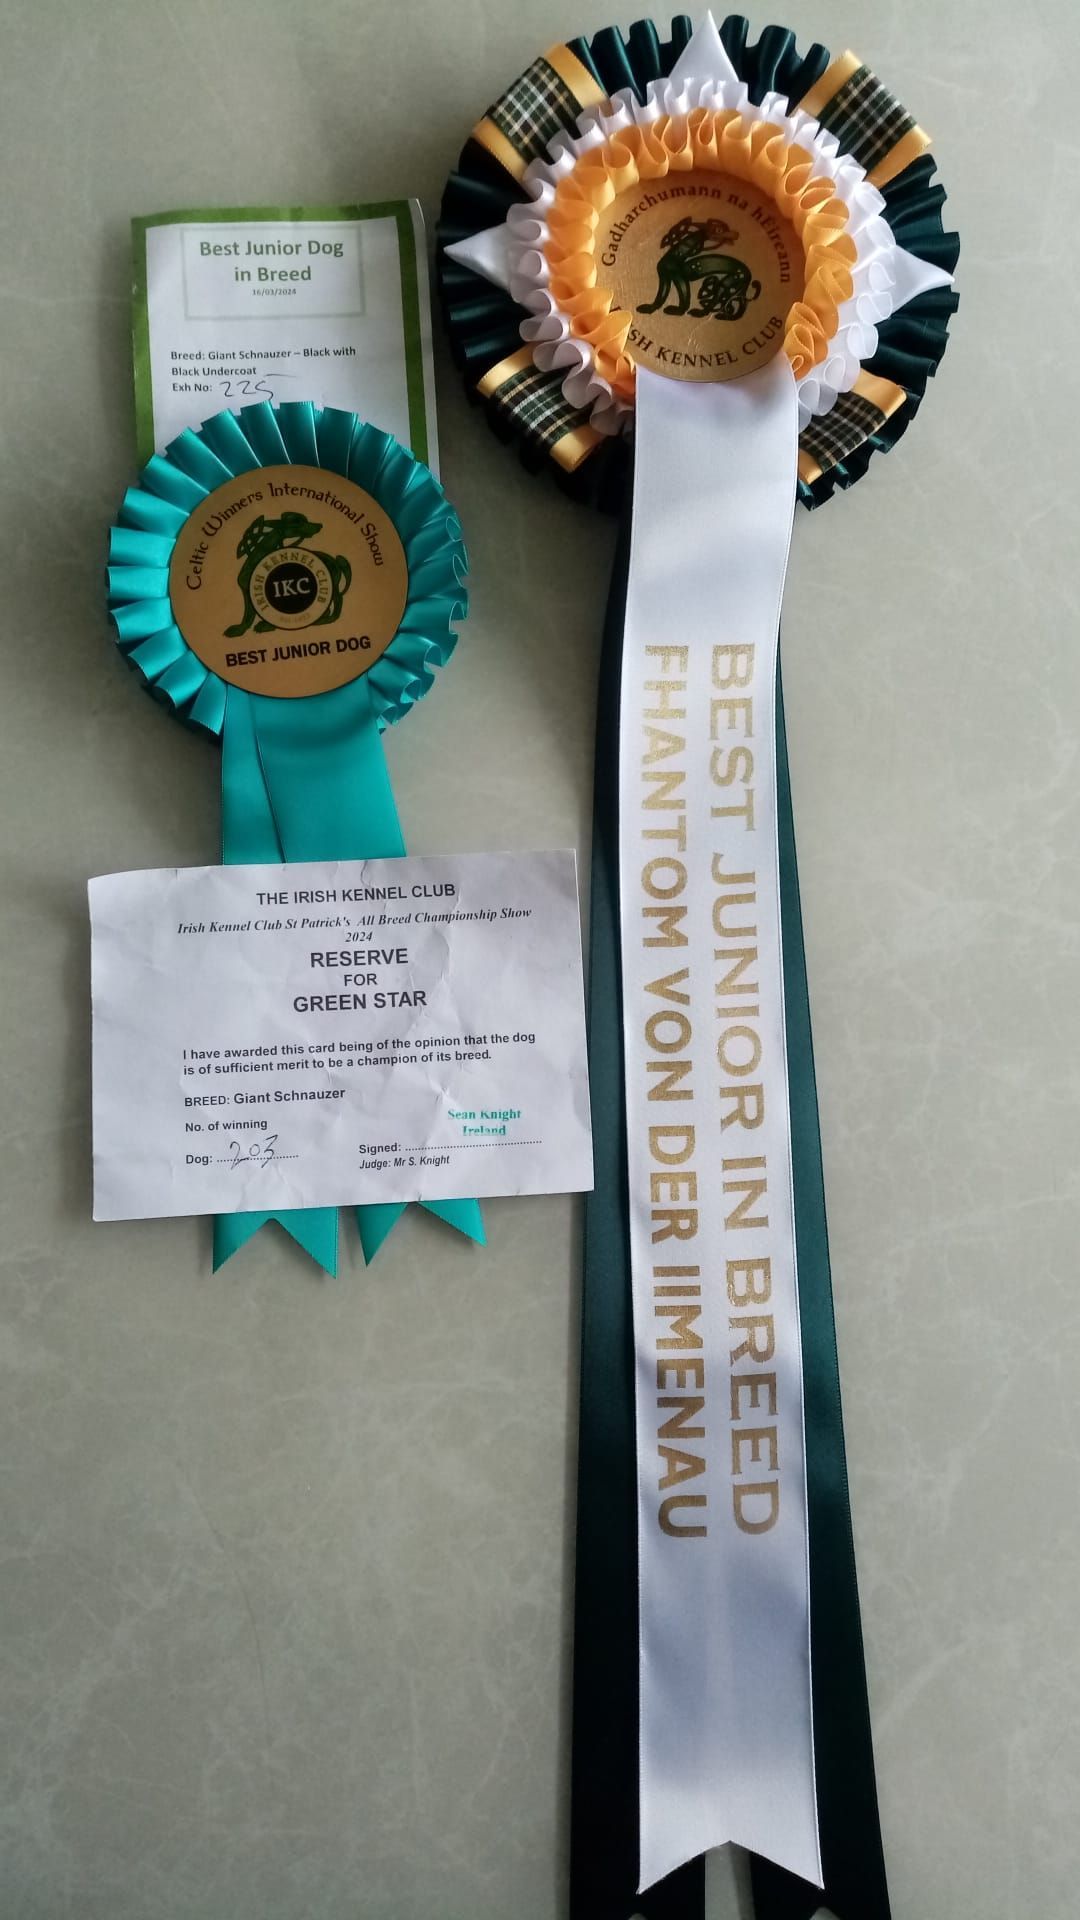 Best Junior Dog
in Breed
16/03/2024
Breed: Giant Schnauzer – Black with
Black Undercoat
Exh No: 225
Celtic Winners International Show
IRISH KENNEL CLUB
IKC
BEST JUNIOR DOG
THE IRISH KENNEL CLUB
Irish Kennel Club St Patrick's All Breed Championship Show
2024
RESERVE
FOR
GREEN STAR
I have awarded this card being of the opinion that the dog
is of sufficient merit to be a champion of its breed.
BREED: Giant Schnauzer
No. of winning
Dog: ...203...
Sean Knight
Ireland
Signed: ...
Judge: Mr S. Knight
Gadharchumann na hÉireann
ISH KENNEL CLUB
BEST JUNIOR IN BREED
FHANTOM VON DER IIMENAU